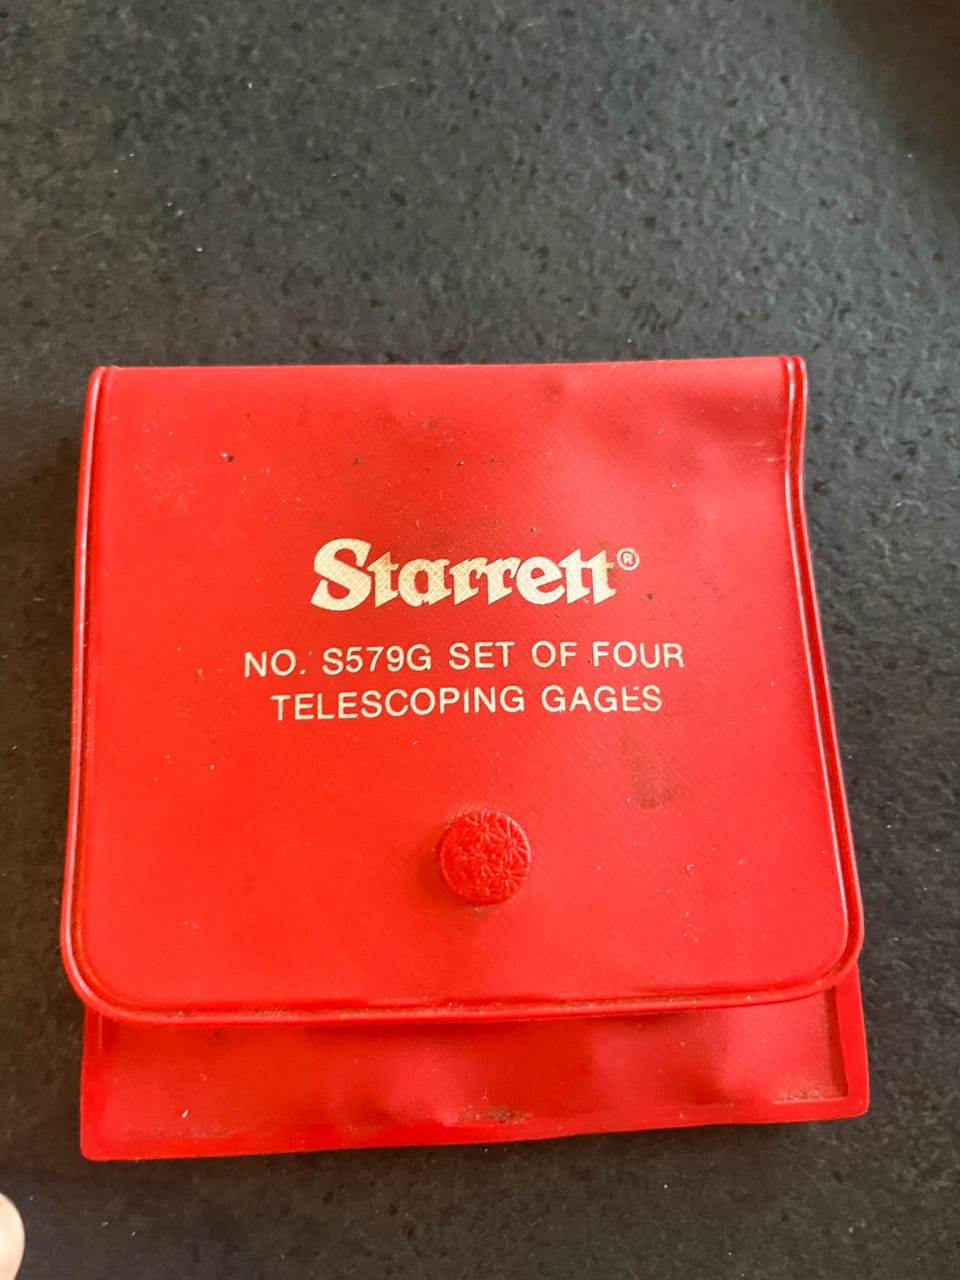 Starrett®
NO. S579G SET OF FOUR
TELESCOPING GAGES